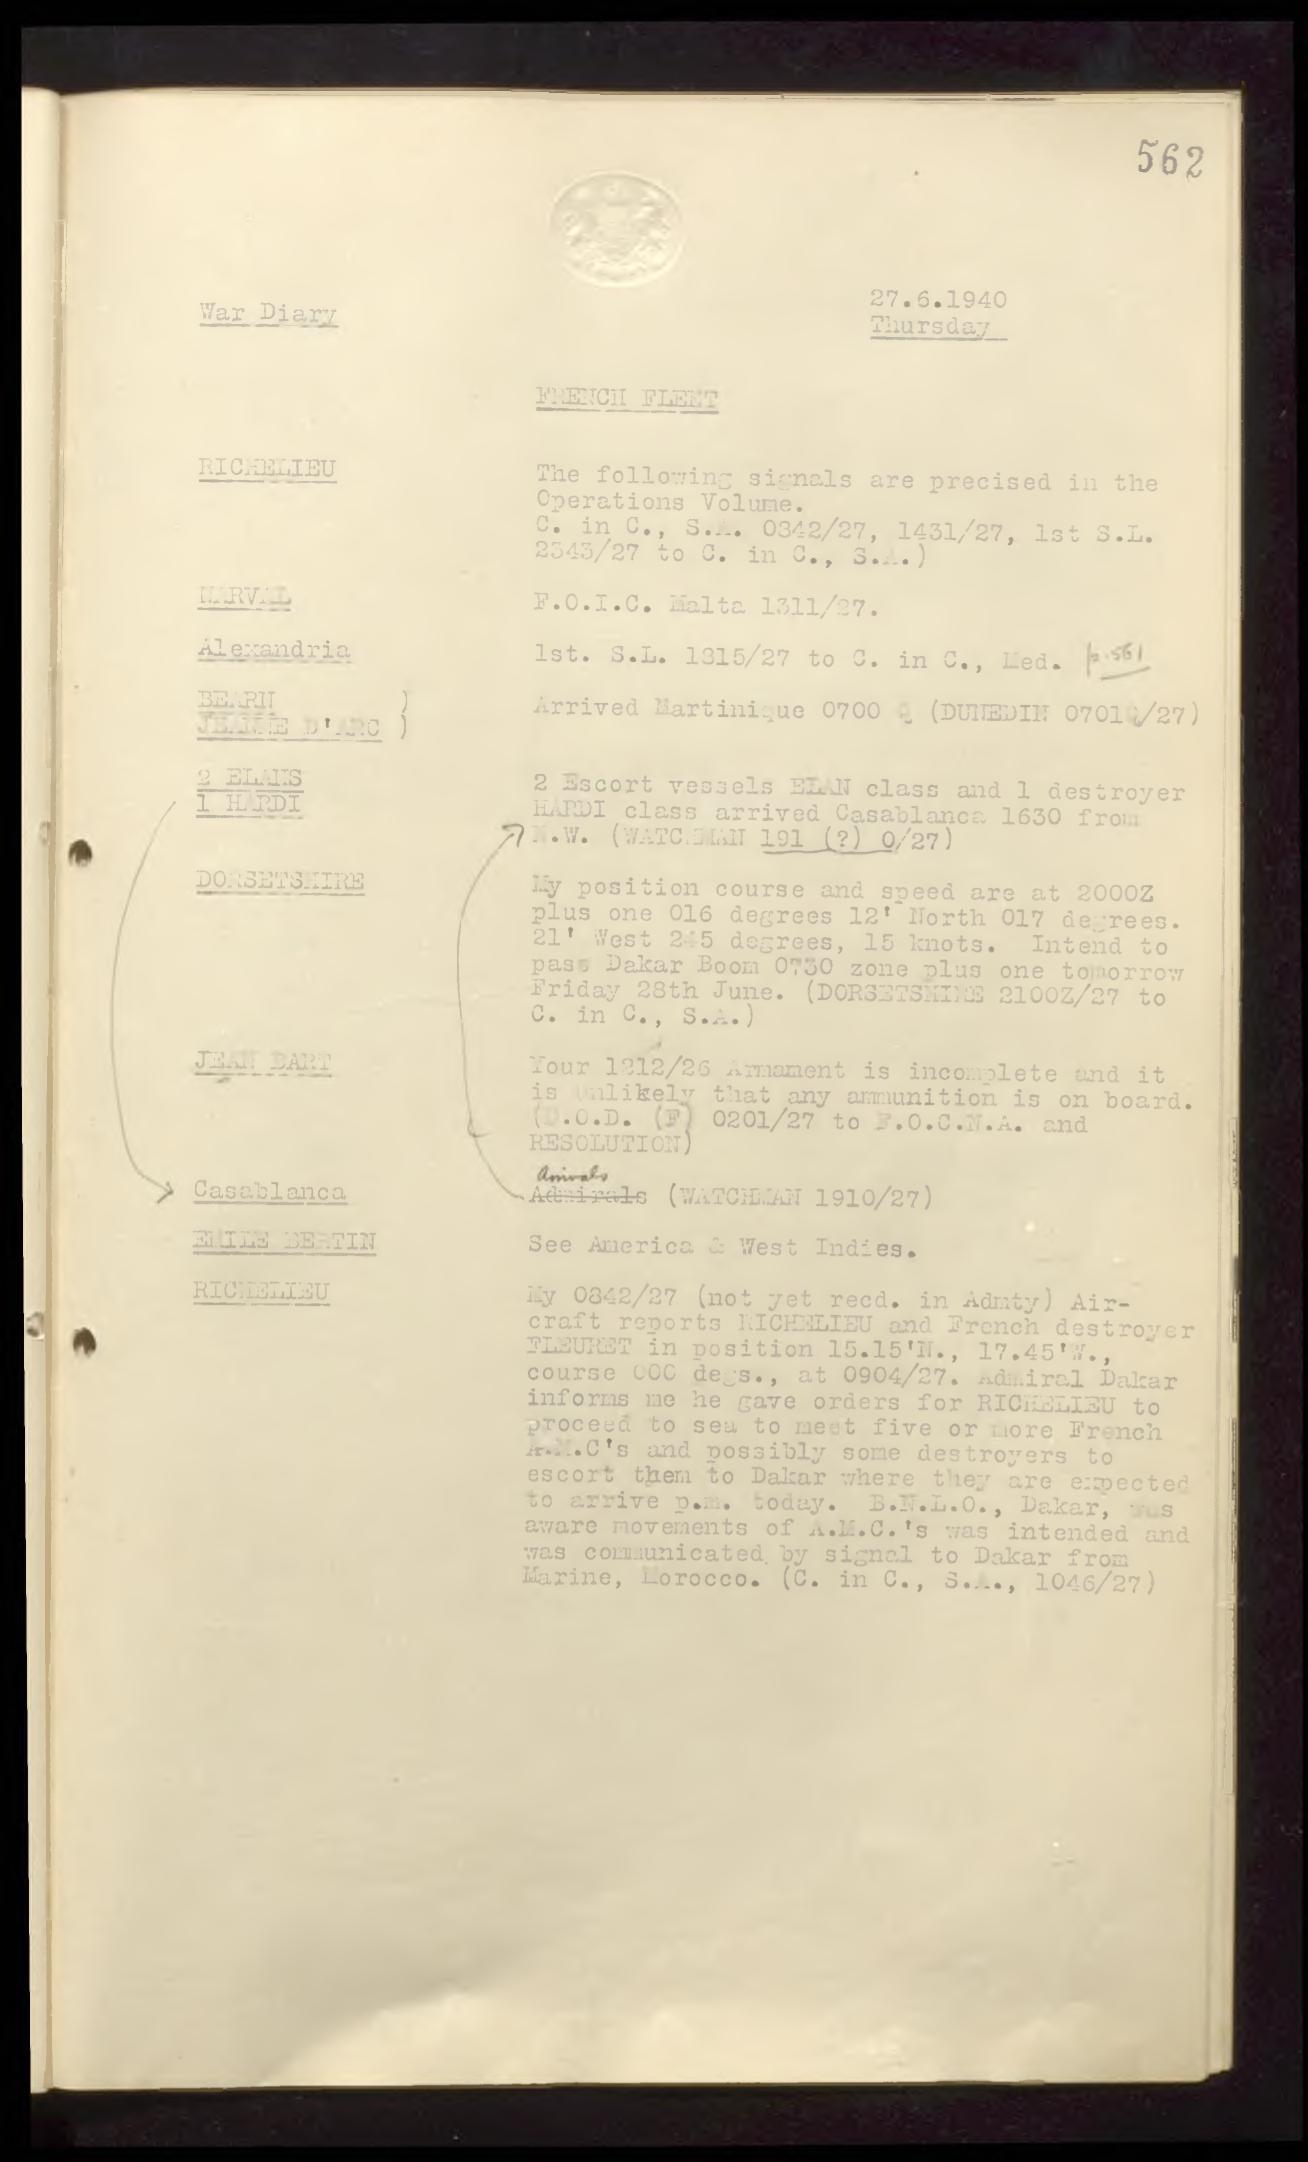 562
War Diary
27.6.1940
Thursday
FRENCH FLEET
RICHELIEU
The following signals are precised in the
Operations Volume.
C. in C., S.A. 0842/27, 1431/27, 1st S.L.
2343/27 to C. in C., S.A.)
NARVAL
F.O.I.C. Malta 1311/27.
Alexandria
1st. S.L. 1315/27 to C. in C., Med. p. 561
BEARN )
JEANNE D'ARC )
Arrived Martinique 0700 Q (DUNEDIN 0701Q/27)
2 ELANS
1 HARDI
2 Escort vessels ELAN class and 1 destroyer
HARDI class arrived Casablanca 1630 from
N.W. (WATCHMAN 191 (?) 0/27)
DORSETSHIRE
My position course and speed are at 2000Z
plus one 016 degrees 12' North 017 degrees.
21' West 245 degrees, 15 knots. Intend to
pass Dakar Boom 0730 zone plus one tomorrow
Friday 28th June. (DORSETSHIRE 2100Z/27 to
C. in C., S.A.)
JEAN BART
Your 1212/26 Armament is incomplete and it
is unlikely that any ammunition is on board.
(D.O.D. (F) 0201/27 to F.O.C.N.A. and
RESOLUTION)
Casablanca
Arrivals
Admirals (WATCHMAN 1910/27)
EMILE BERTIN
See America & West Indies.
RICHELIEU
My 0842/27 (not yet recd. in Admty) Air-
craft reports RICHELIEU and French destroyer
FLEURET in position 15.15'N., 17.45'W.,
course 000 degs., at 0904/27. Admiral Dakar
informs me he gave orders for RICHELIEU to
proceed to sea to meet five or more French
A.M.C's and possibly some destroyers to
escort them to Dakar where they are expected
to arrive p.m. today. B.N.L.O., Dakar, was
aware movements of A.M.C.'s was intended and
was communicated by signal to Dakar from
Marine, Morocco. (C. in C., S.A., 1046/27)